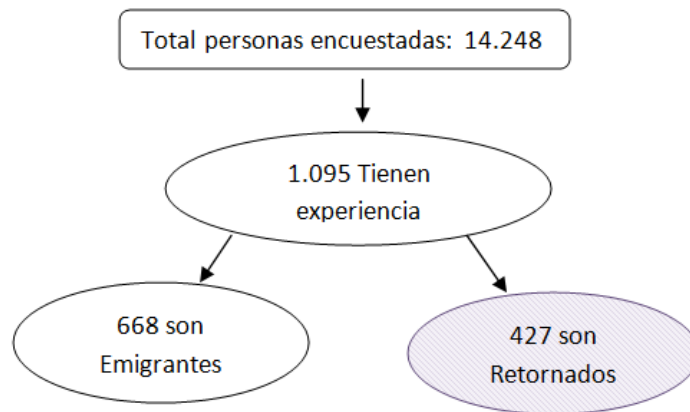 Total personas encuestadas: 14.248
1.095 Tienen
experiencia
668 son
Emigrantes
427 son
Retornados